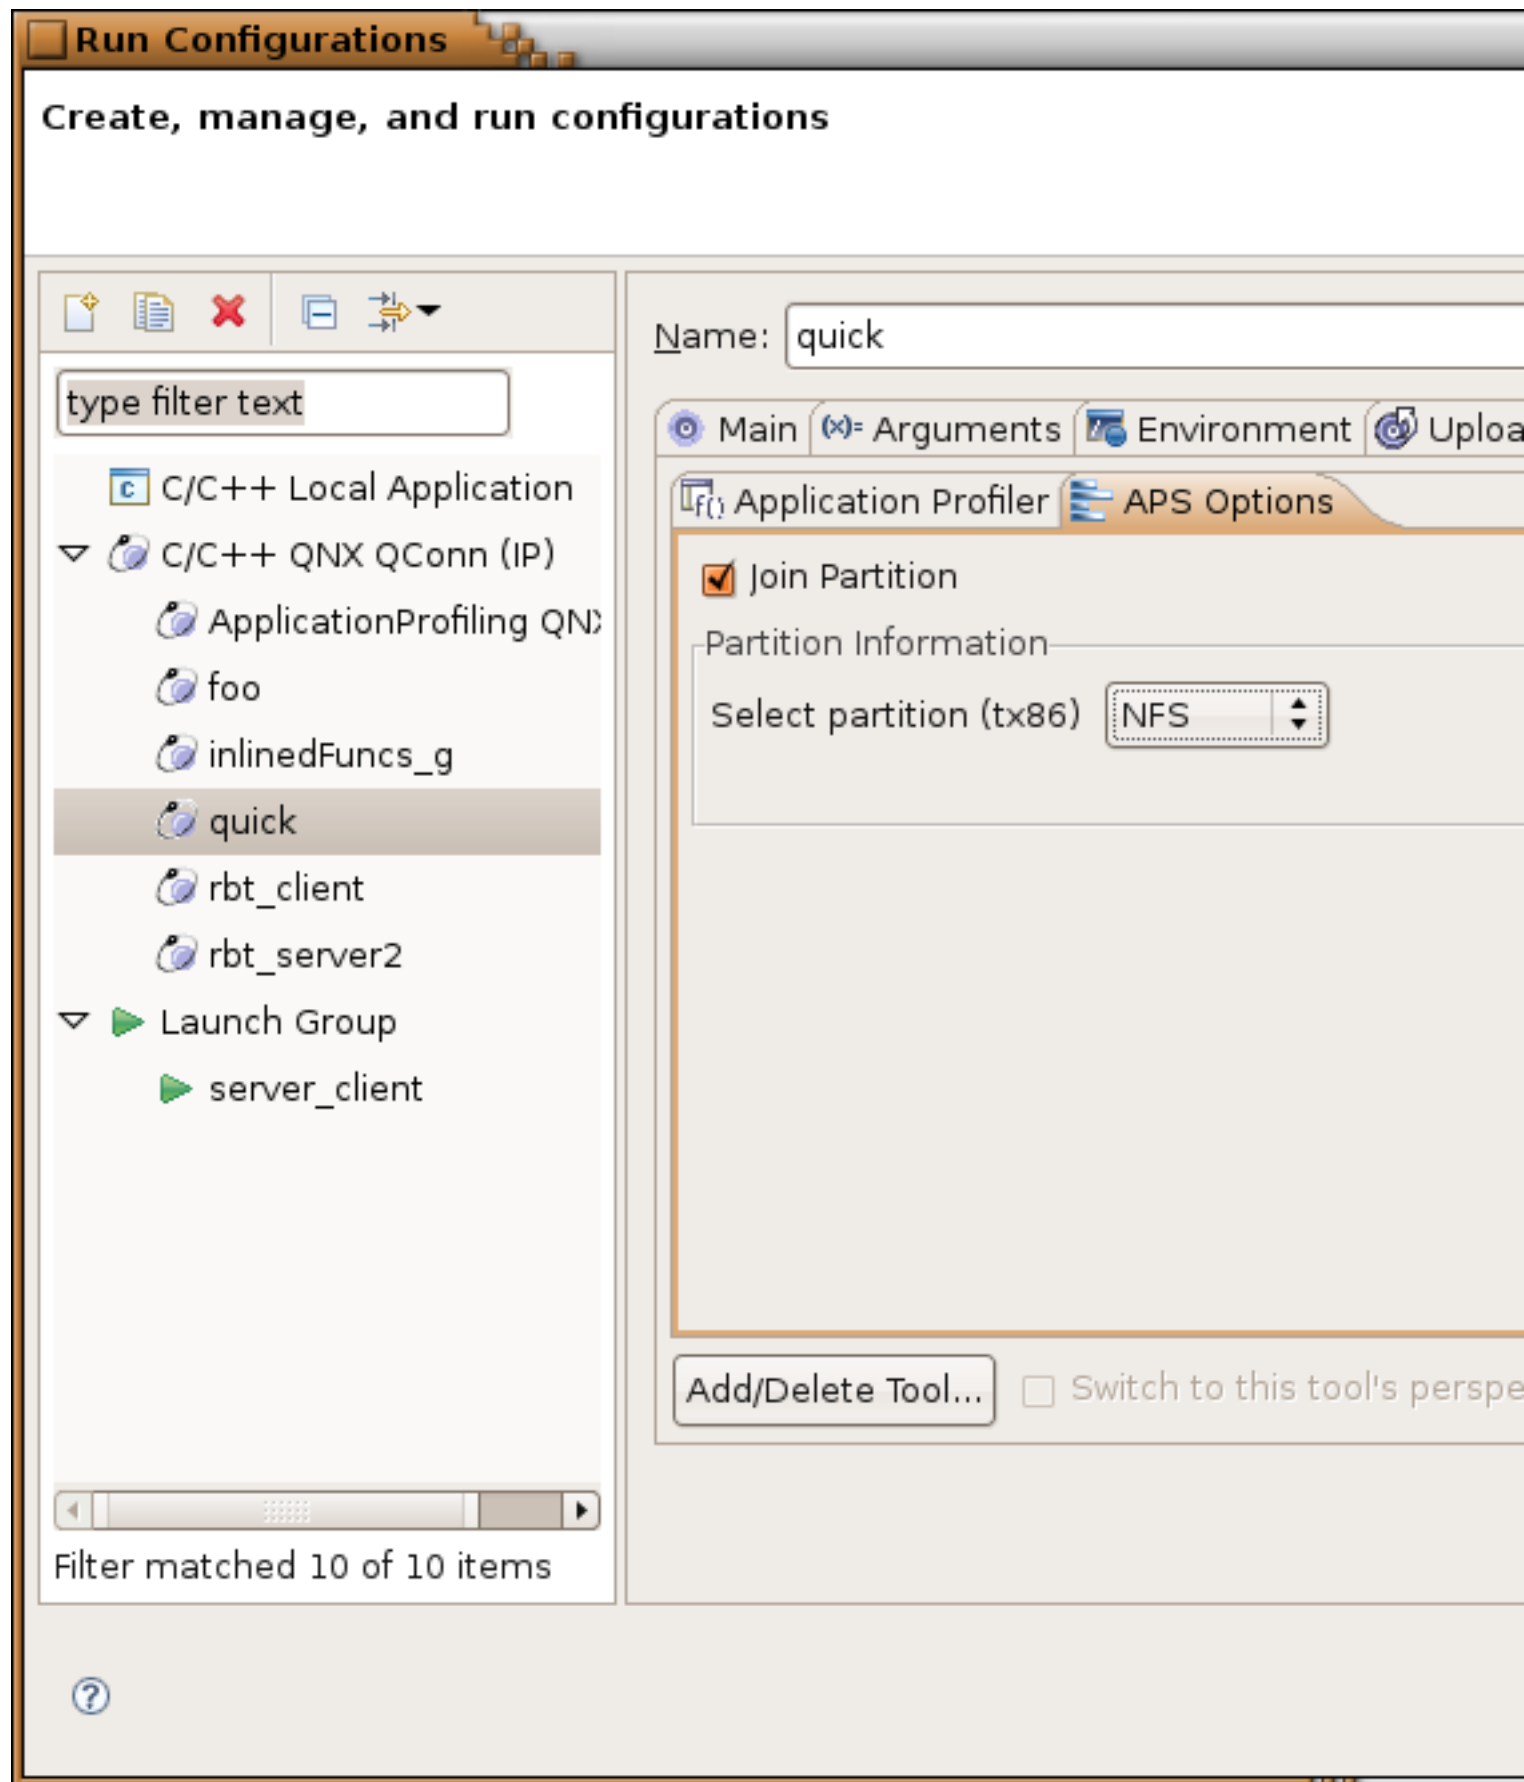 Run Configurations
Create, manage, and run configurations
type filter text
C/C++ Local Application
C/C++ QNX QConn (IP)
ApplicationProfiling QNX
foo
inlinedFuncs_g
quick
rbt_client
rbt_server2
Launch Group
server_client
Filter matched 10 of 10 items
Name: quick
Main (x)= Arguments Environment Uploa
f() Application Profiler APS Options
Join Partition
Partition Information
Select partition (tx86) NFS
Add/Delete Tool... Switch to this tool's perspe